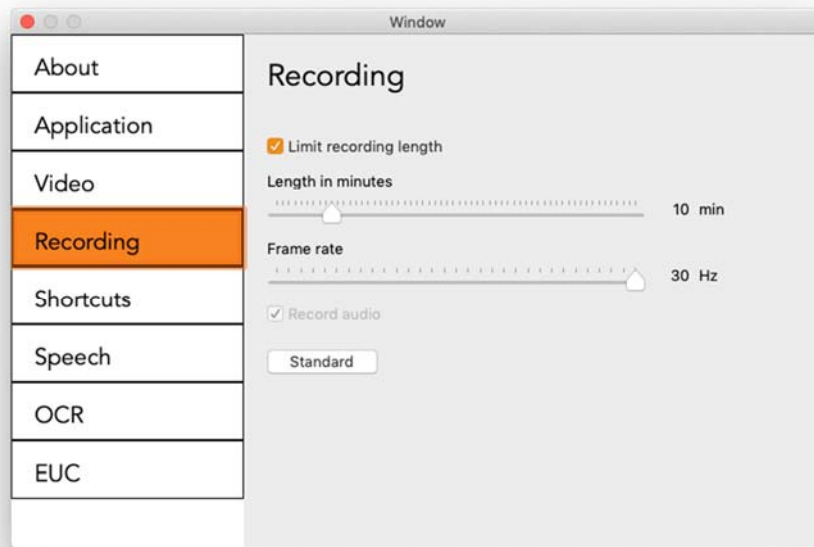 Window
About
Application
Video
Recording
Shortcuts
Speech
OCR
EUC
Recording
Limit recording length
Length in minutes
10 min
Frame rate
30 Hz
Record audio
Standard